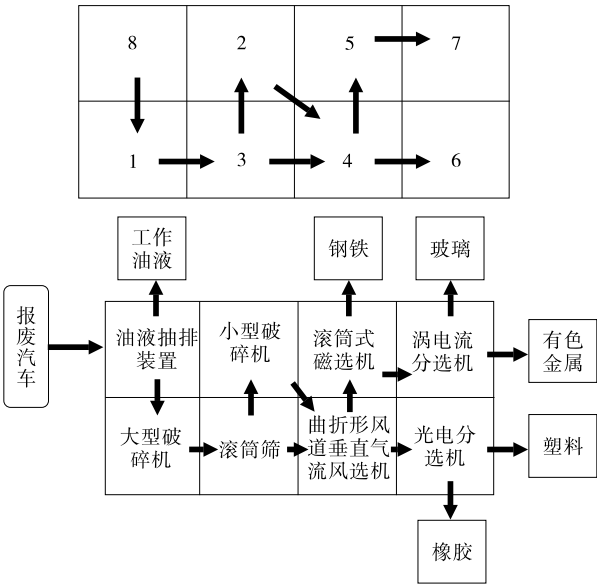 8
2
5
7
1
3
4
6
工作
油液
钢铁
玻璃
报
废
汽
车
油液抽排
装置
小型破
碎机
滚筒式
磁选机
涡电流
分选机
有色
金属
大型破
碎机
滚筒筛
曲折形风
道垂直气
流风选机
光电分
选机
塑料
橡胶